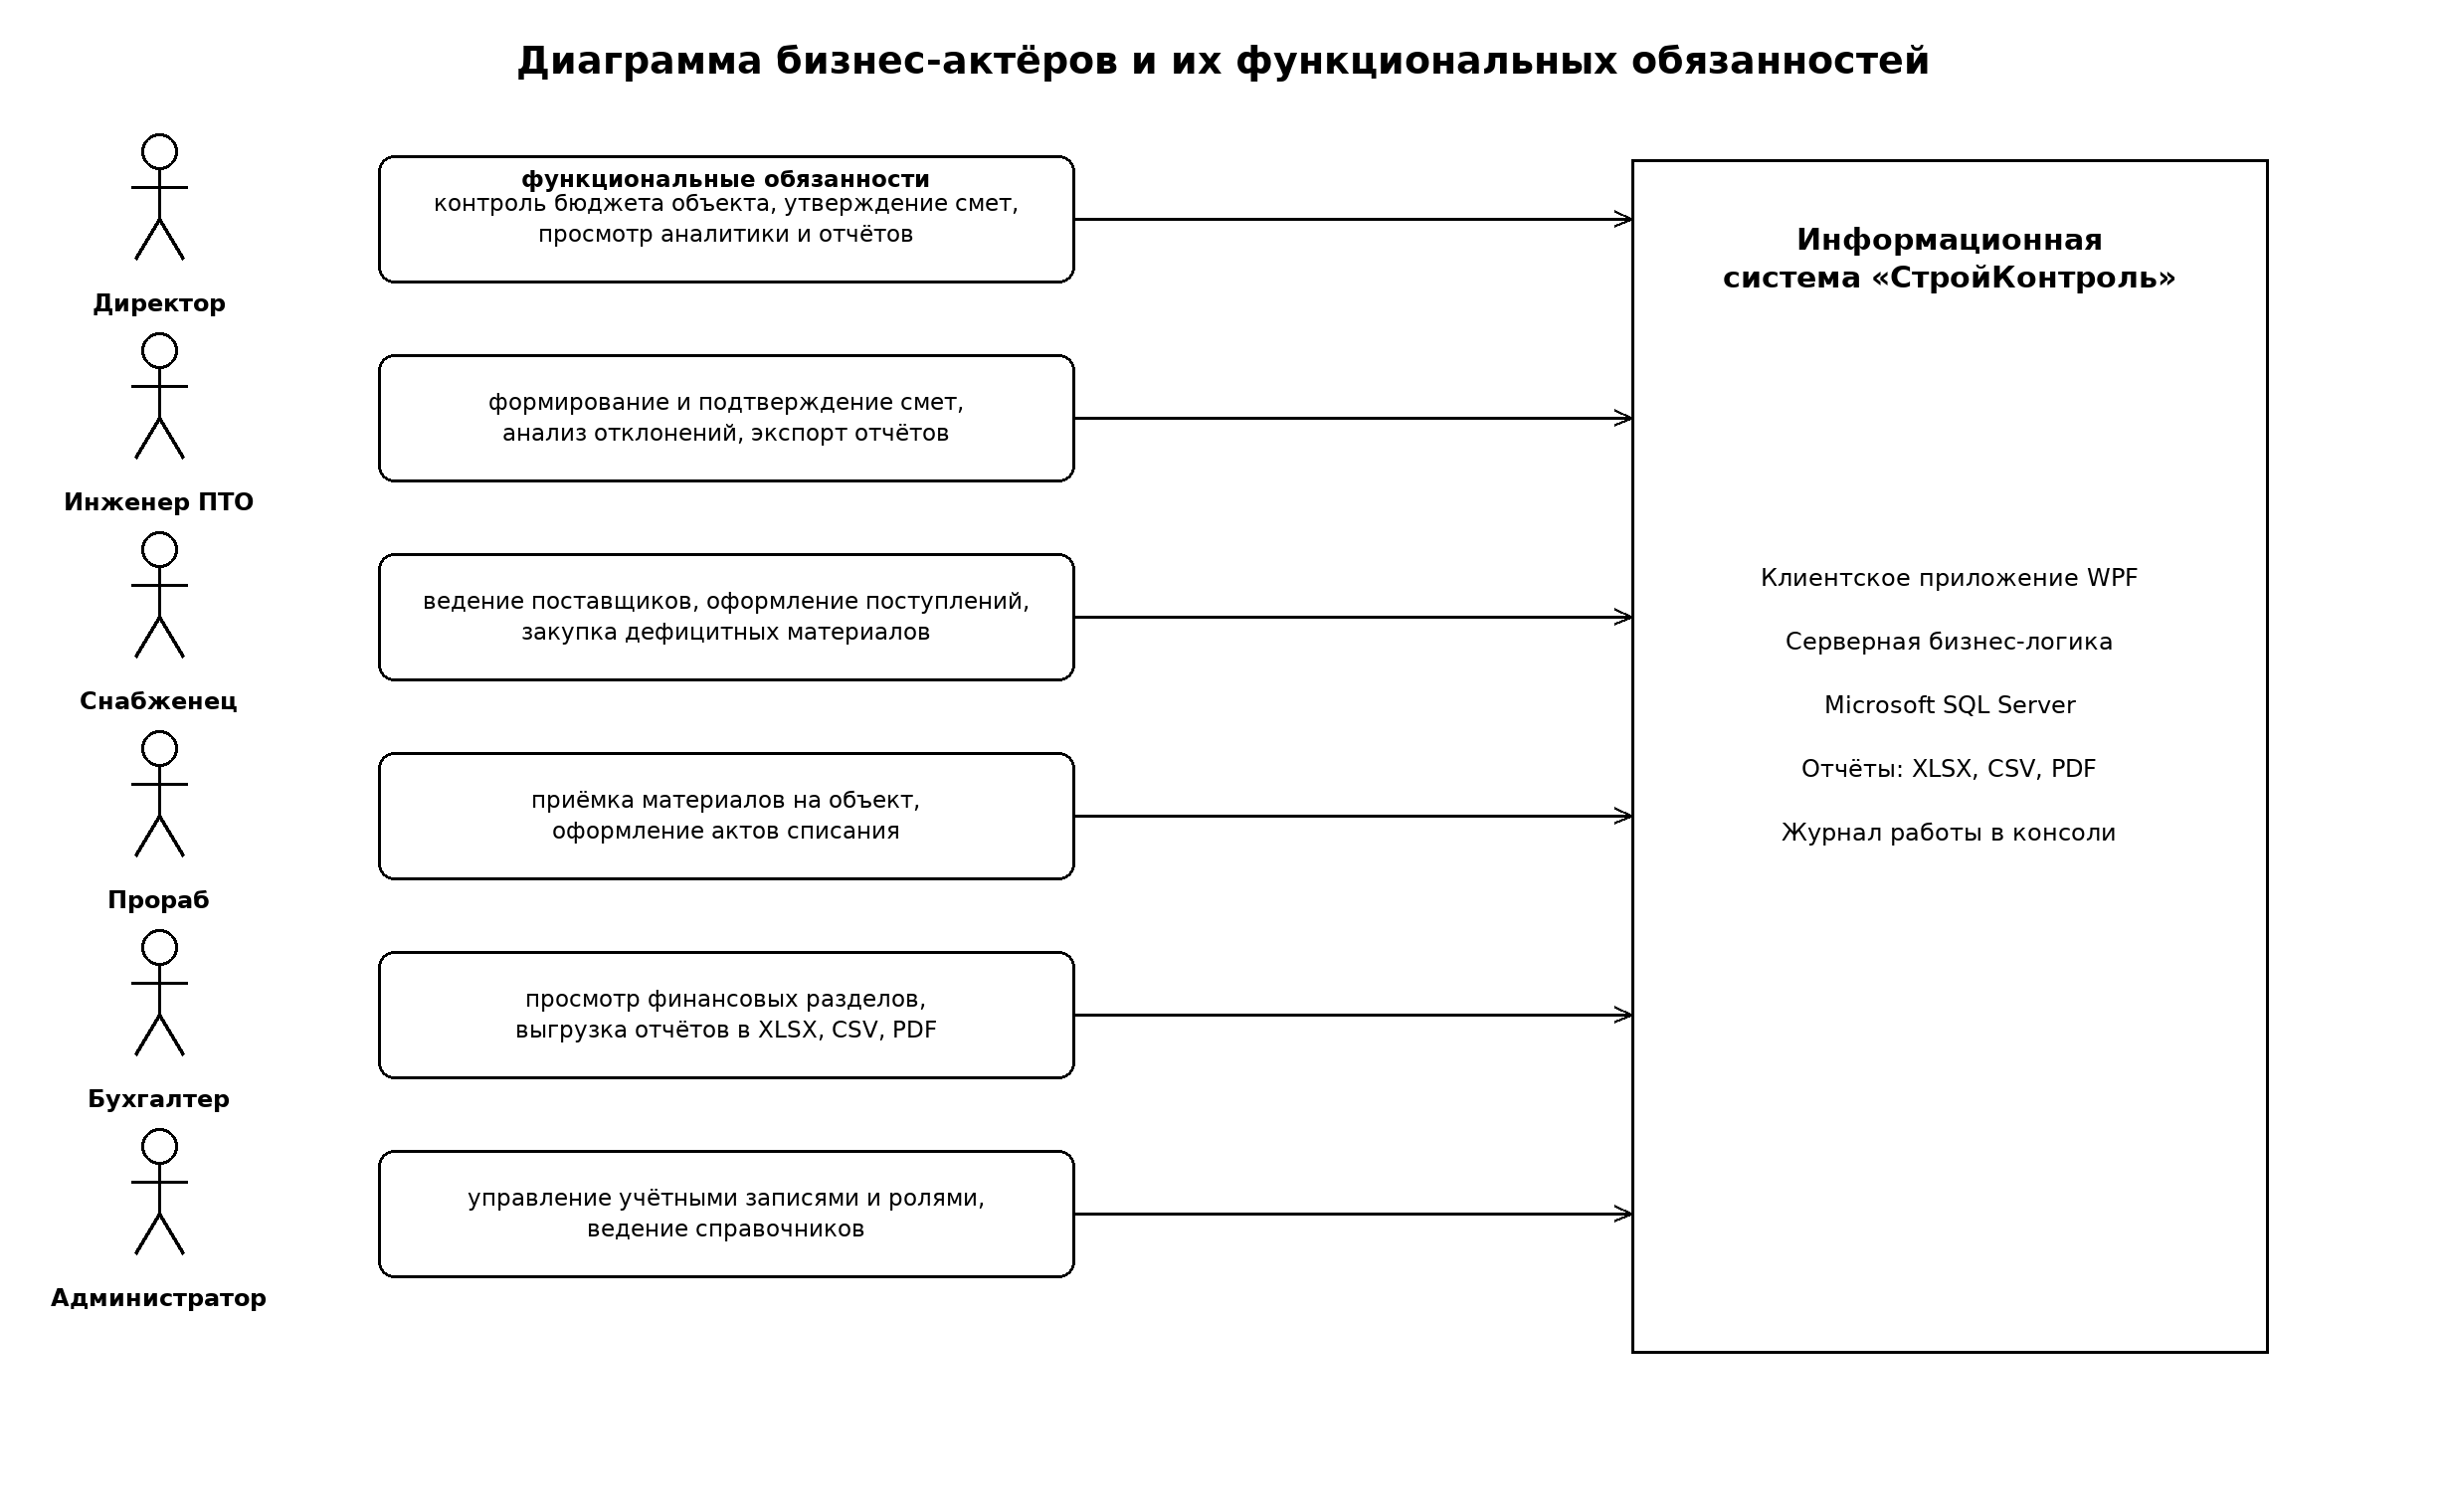 Диаграмма бизнес-актёров и их функциональных обязанностей
Директор
функциональные обязанности
контроль бюджета объекта, утверждение смет,
просмотр аналитики и отчётов
Инженер ПТО
формирование и подтверждение смет,
анализ отклонений, экспорт отчётов
Снабженец
ведение поставщиков, оформление поступлений,
закупка дефицитных материалов
Прораб
приёмка материалов на объект,
оформление актов списания
Бухгалтер
просмотр финансовых разделов,
выгрузка отчётов в XLSX, CSV, PDF
Администратор
управление учётными записями и ролями,
ведение справочников
Информационная
система «СтройКонтроль»
Клиентское приложение WPF
Серверная бизнес-логика
Microsoft SQL Server
Отчёты: XLSX, CSV, PDF
Журнал работы в консоли